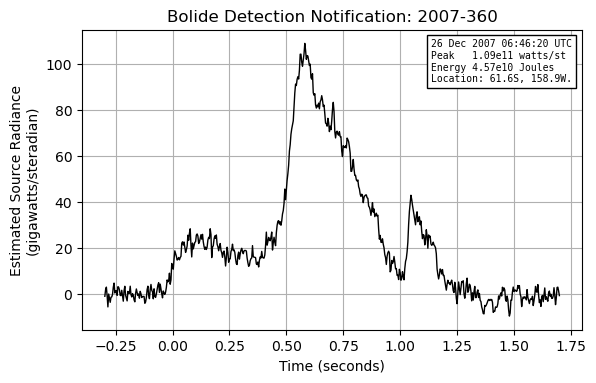 Bolide Detection Notification: 2007-360
26 Dec 2007 06:46:20 UTC
Peak   1.09e11 watts/st
Energy 4.57e10 Joules
Location: 61.6S, 158.9W.
Estimated Source Radiance
(gigawatts/steradian)
100
80
60
40
20
0
−0.25 0.00 0.25 0.50 0.75 1.00 1.25 1.50 1.75
Time (seconds)